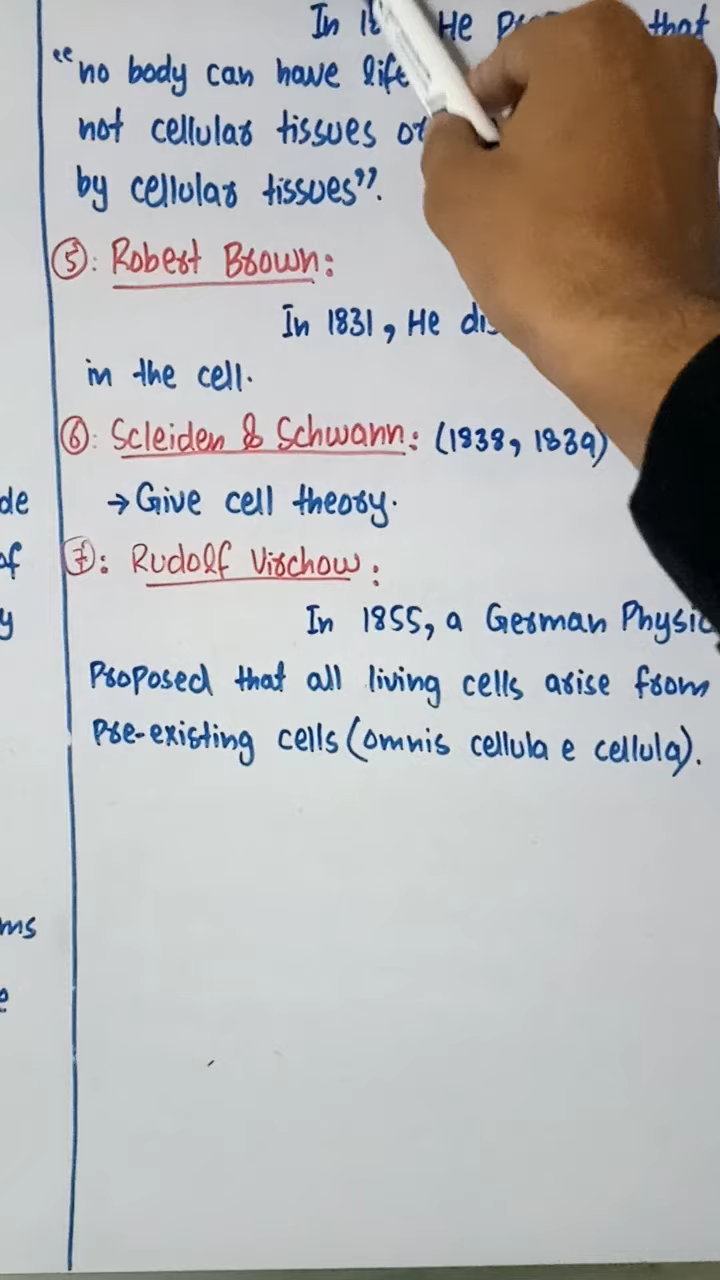 In He that
“no body can have life
not cellular tissues or
by cellular tissues”.
⑤: Robert Brown:
In 1831, He
in the cell.
⑥: Scleiden & Schwann: (1838, 1839)
→ Give cell theory.
de
⑦: Rudolf Virchow:
of
In 1855, a German
y
Proposed that all living cells arise from
Pre-existing cells (omnis cellula e cellula).
ms
e